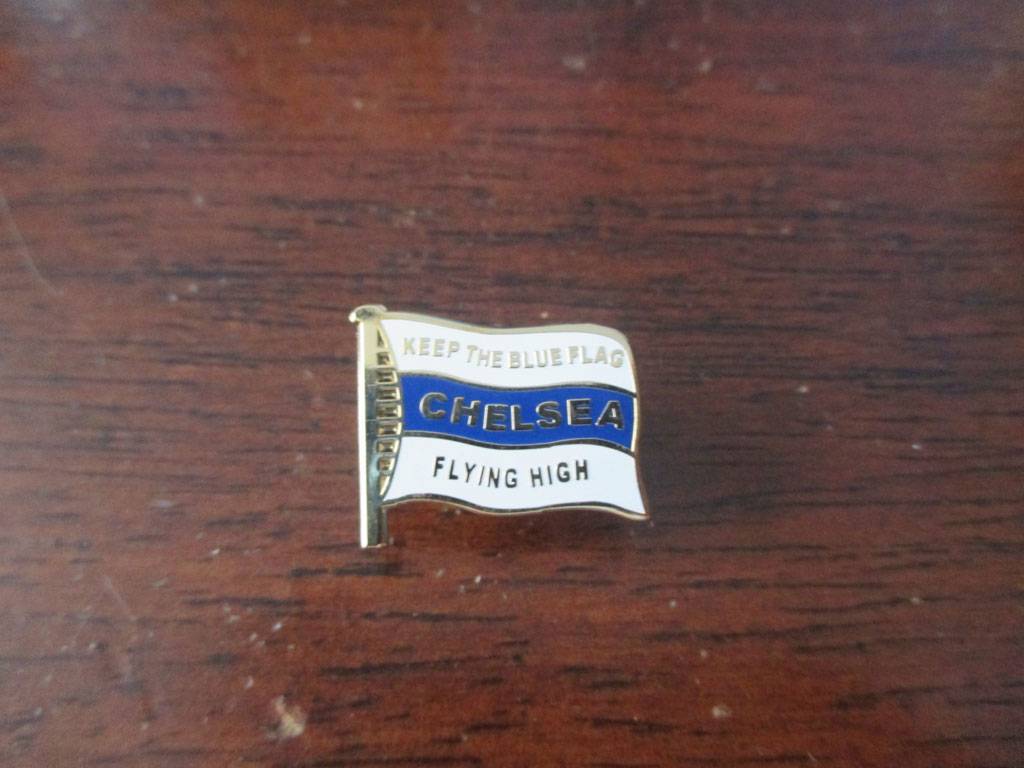 KEEP THE BLUE FLAG
CHELSEA
FLYING HIGH